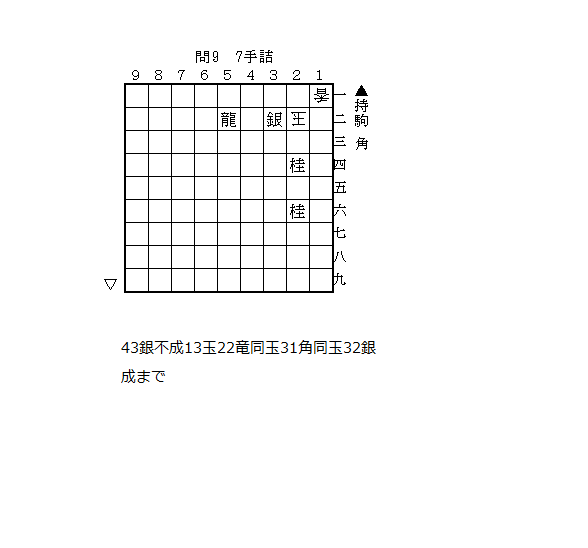 問9 7手詰
9 8 7 6 5 4 3 2 1
香 一
龍 銀 王 二
三
桂 四
五
桂 六
七
八
九
▲持駒 角
▽
43銀不成13玉22竜同玉31角同玉32銀
成まで